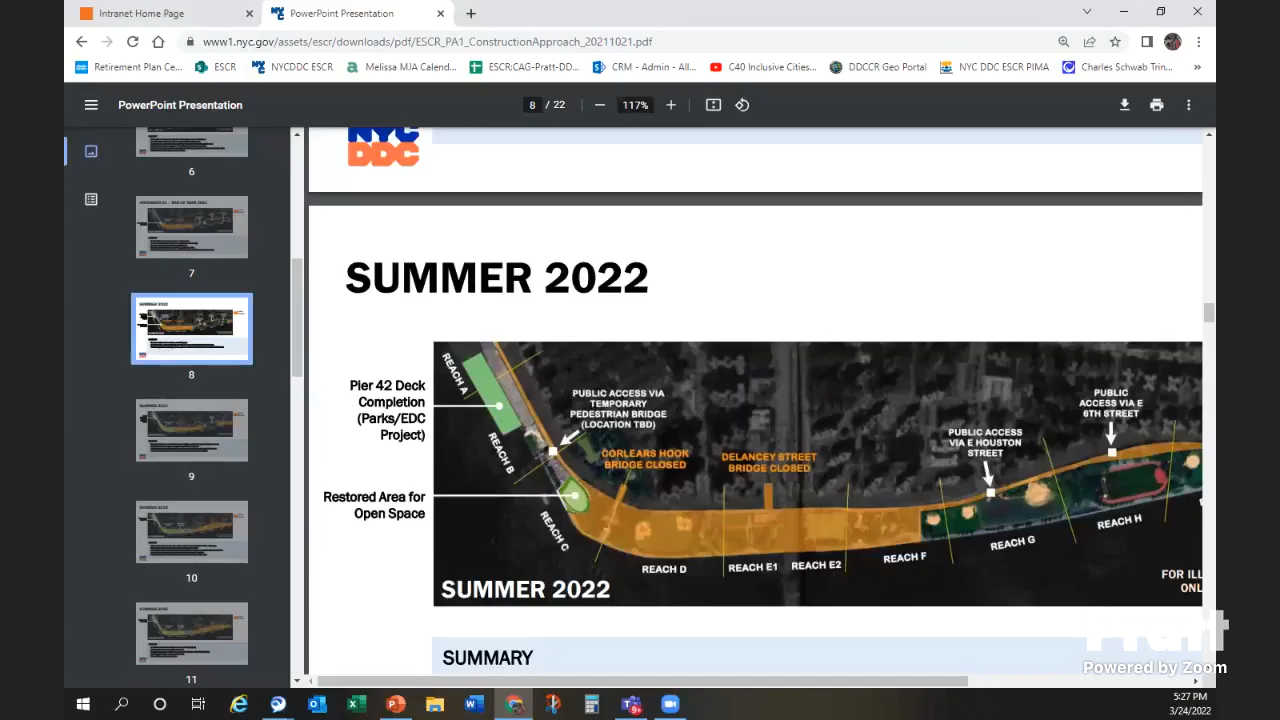 Intranet Home Page
PowerPoint Presentation
www1.nyc.gov/assets/escr/downloads/pdf/ESCR_PA1_ConstructionApproach_20211021.pdf
Retirement Plan Ce...
ESCR
NYCDDC ESCR
Melissa MJA Calend...
ESCRCAG-Pratt-DD...
CRM - Admin - All...
C40 Inclusive Cities...
DDCCR Geo Portal
NYC DDC ESCR PIMA
Charles Schwab Trin...
»
PowerPoint Presentation
8 / 22
117%
6
7
8
9
10
11
NYC
DDC
SUMMER 2022
Pier 42 Deck
Completion
(Parks/EDC
Project)
Restored Area for
Open Space
REACH A
REACH B
REACH C
PUBLIC ACCESS VIA
TEMPORARY
PEDESTRIAN BRIDGE
(LOCATION TBD)
CORLEARS HOOK
BRIDGE CLOSED
DELANCEY STREET
BRIDGE CLOSED
PUBLIC ACCESS
VIA E HOUSTON
STREET
PUBLIC
ACCESS VIA E
6TH STREET
REACH D
REACH E1
REACH E2
REACH F
REACH G
REACH H
SUMMER 2022
FOR ILL
ONL
SUMMARY
Powered by Zoom
5:27 PM
3/24/2022